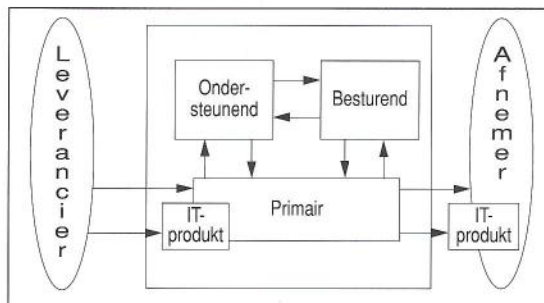 Leverancier
Onder-
steunend
Besturend
Primair
IT-
produkt
Afnemer
IT-
produkt